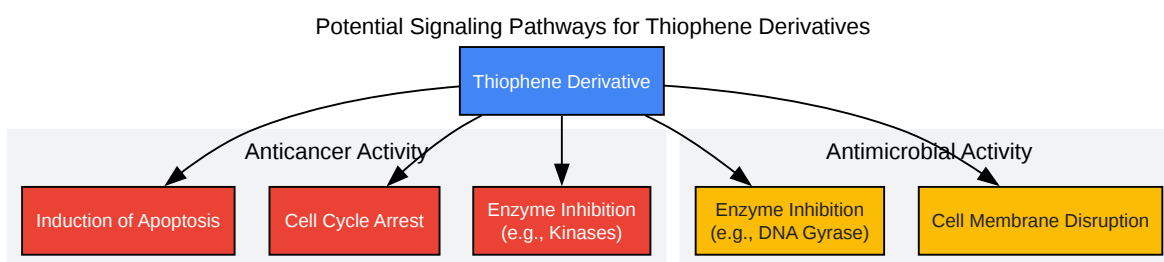 Potential Signaling Pathways for Thiophene Derivatives
Thiophene Derivative
Anticancer Activity
Antimicrobial Activity
Induction of Apoptosis
Cell Cycle Arrest
Enzyme Inhibition
(e.g., Kinases)
Enzyme Inhibition
(e.g., DNA Gyrase)
Cell Membrane Disruption